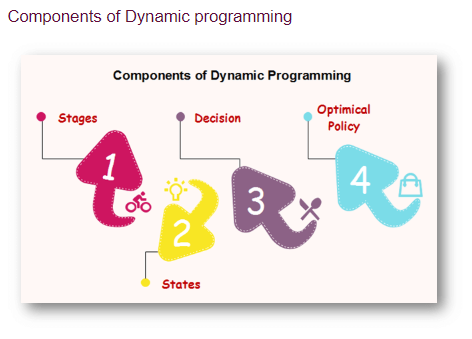 Components of Dynamic programming
Components of Dynamic Programming
Stages
Decision
Optimical
Policy
1
2
3
4
States